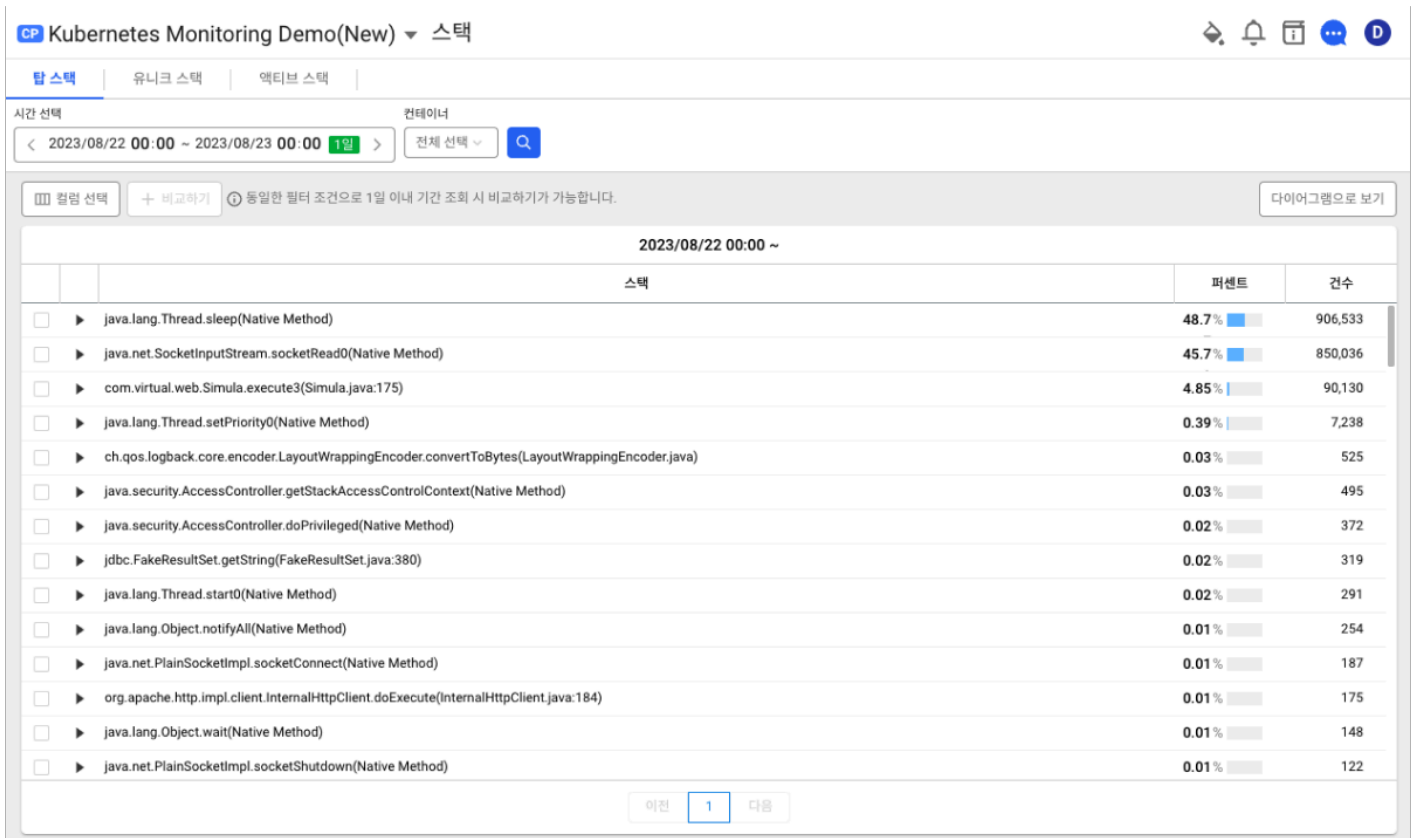 CP Kubernetes Monitoring Demo(New) 스택 D
탑 스택 유니크 스택 액티브 스택
시간 선택 컨테이너
2023/08/22 00:00 ~ 2023/08/23 00:00 1일 전체 선택
컬럼 선택 + 비교하기 동일한 필터 조건으로 1일 이내 기간 조회 시 비교하기가 가능합니다. 다이어그램으로 보기
2023/08/22 00:00 ~
스택 퍼센트 건수
java.lang.Thread.sleep(Native Method) 48.7% 906,533
java.net.SocketInputStream.socketRead0(Native Method) 45.7% 850,036
com.virtual.web.Simula.execute3(Simula.java:175) 4.85% 90,130
java.lang.Thread.setPriority0(Native Method) 0.39% 7,238
ch.qos.logback.core.encoder.LayoutWrappingEncoder.convertToBytes(LayoutWrappingEncoder.java) 0.03% 525
java.security.AccessController.getStackAccessControlContext(Native Method) 0.03% 495
java.security.AccessController.doPrivileged(Native Method) 0.02% 372
jdbc.FakeResultSet.getString(FakeResultSet.java:380) 0.02% 319
java.lang.Thread.start0(Native Method) 0.02% 291
java.lang.Object.notifyAll(Native Method) 0.01% 254
java.net.PlainSocketImpl.socketConnect(Native Method) 0.01% 187
org.apache.http.impl.client.InternalHttpClient.doExecute(InternalHttpClient.java:184) 0.01% 175
java.lang.Object.wait(Native Method) 0.01% 148
java.net.PlainSocketImpl.socketShutdown(Native Method) 0.01% 122
이전 1 다음